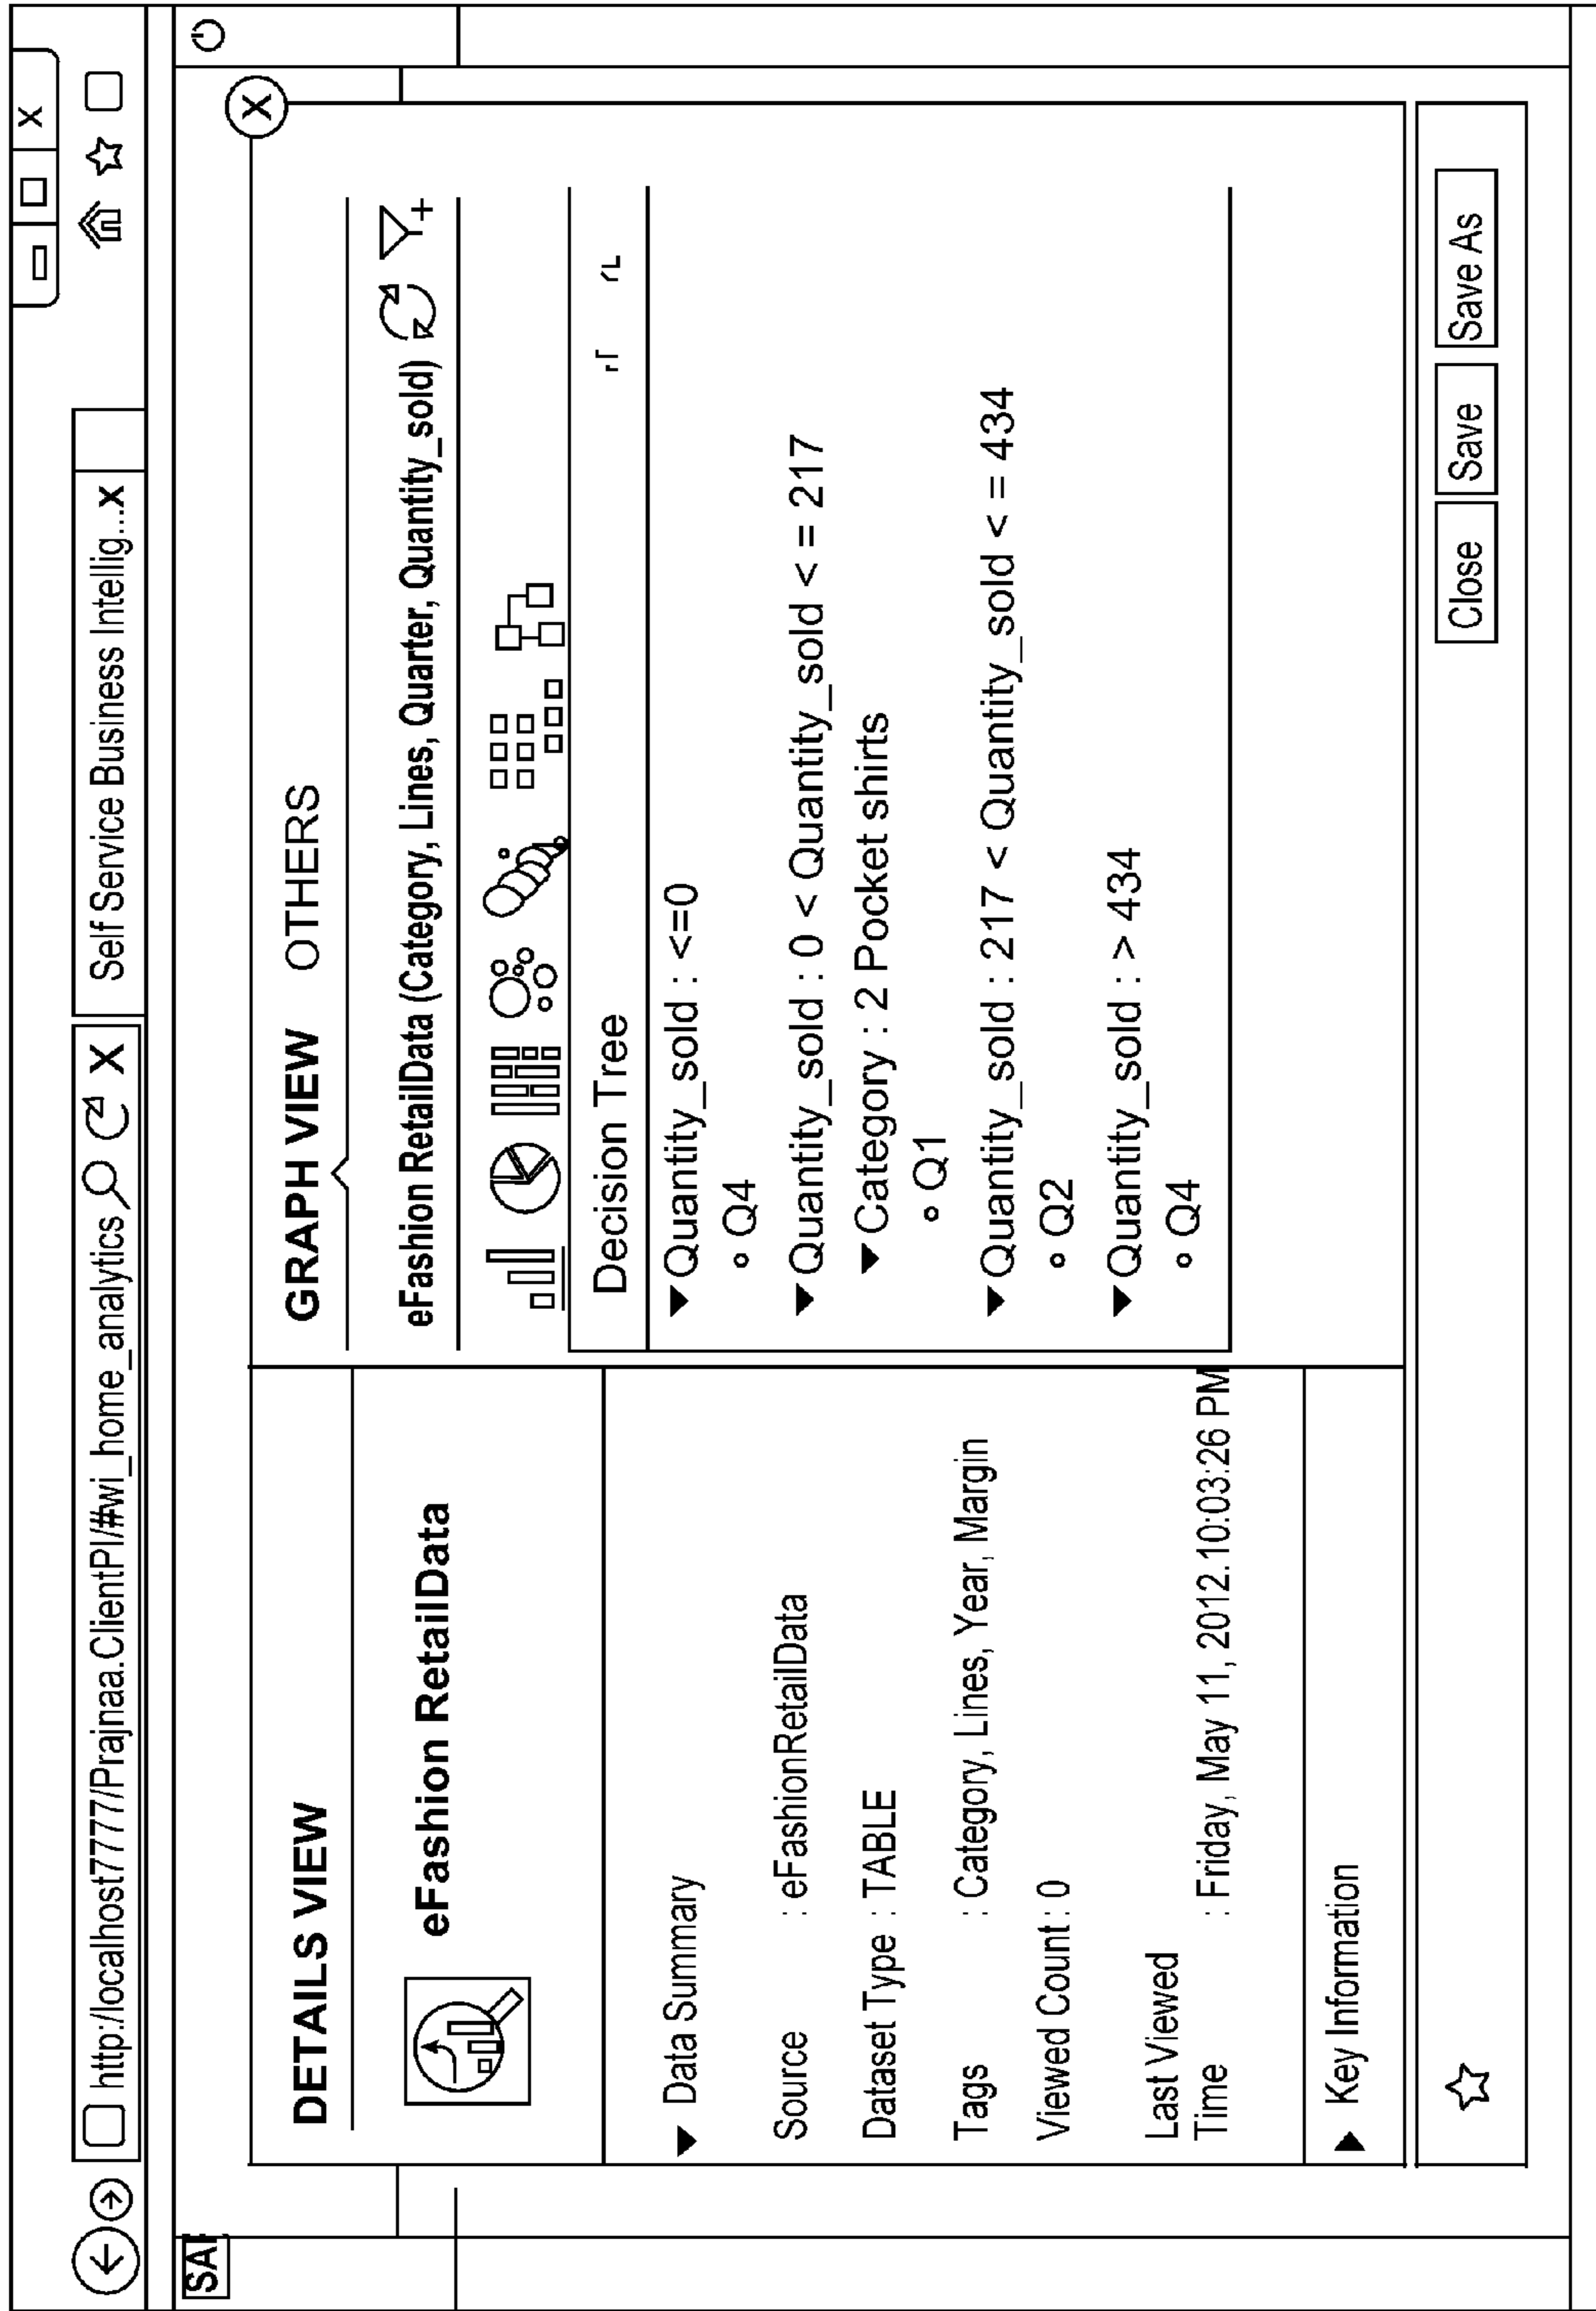 http:/localhost7777/Prajnaa.ClientPI/#wi_home_analytics
Self Service Business Intellig...x
SAP
DETAILS VIEW
eFashion RetailData
Data Summary
Source : eFashionRetailData
Dataset Type : TABLE
Tags : Category, Lines, Year, Margin
Viewed Count : 0
Last Viewed
Time : Friday, May 11, 2012.10:03:26 PM
Key Information
GRAPH VIEW OTHERS
eFashion RetailData (Category, Lines, Quarter, Quantity_sold)
Decision Tree
Quantity_sold : <=0
Q4
Quantity_sold : 0 < Quantity_sold < = 217
Category : 2 Pocket shirts
Q1
Quantity_sold : 217 < Quantity_sold < = 434
Q2
Quantity_sold : > 434
Q4
Close Save Save As